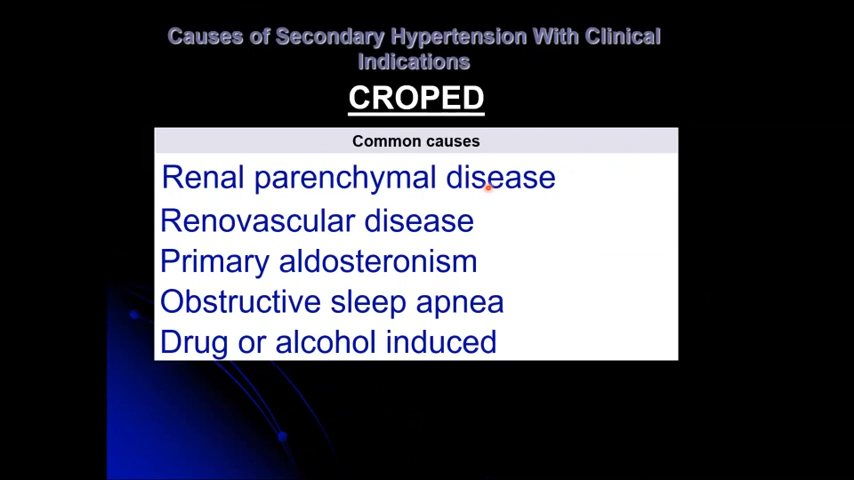 Causes of Secondary Hypertension With Clinical
Indications
CROPED
Common causes
Renal parenchymal disease
Renovascular disease
Primary aldosteronism
Obstructive sleep apnea
Drug or alcohol induced